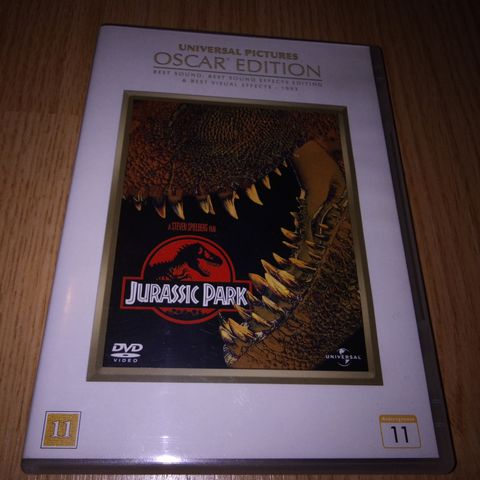 UNIVERSAL PICTURES
OSCAR® EDITION
BEST SOUND, BEST SOUND EFFECTS EDITING
& BEST VISUAL EFFECTS - 1993
A STEVEN SPIELBERG FILM
JURASSIC PARK
DVD
VIDEO
UNIVERSAL
11
11